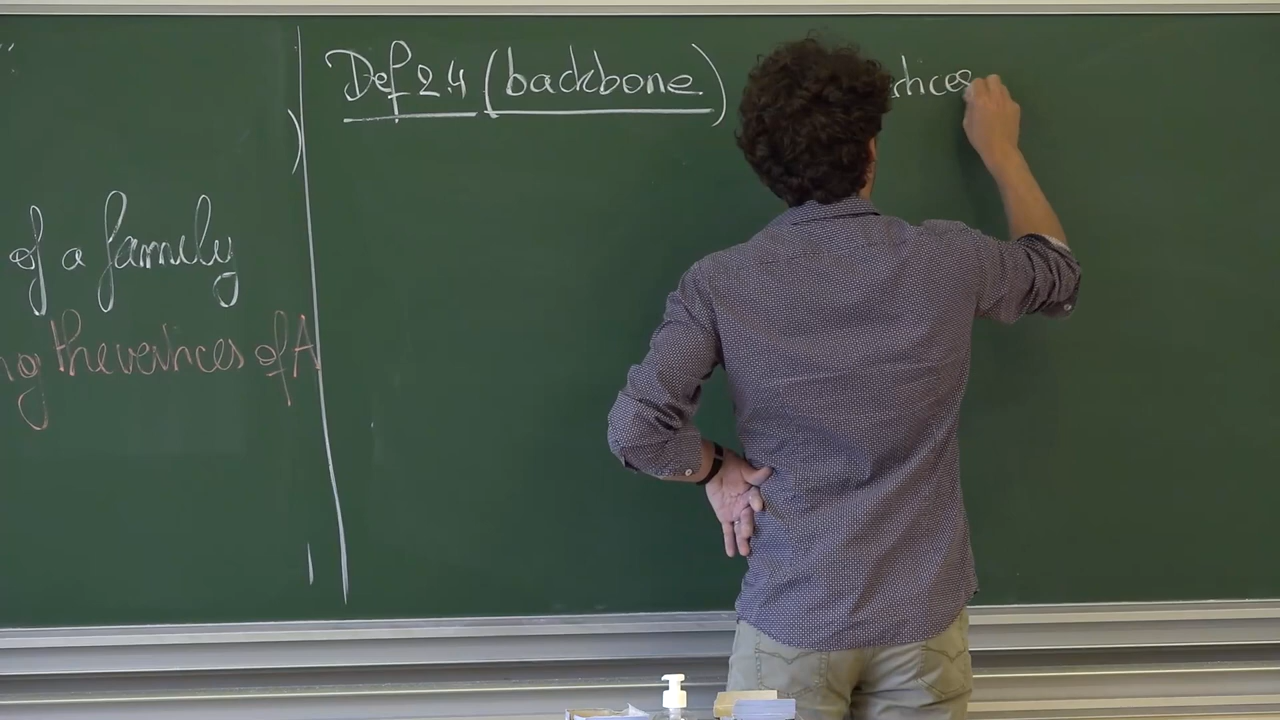 of a family
the vertices of A
Def 2.4 (backbone)